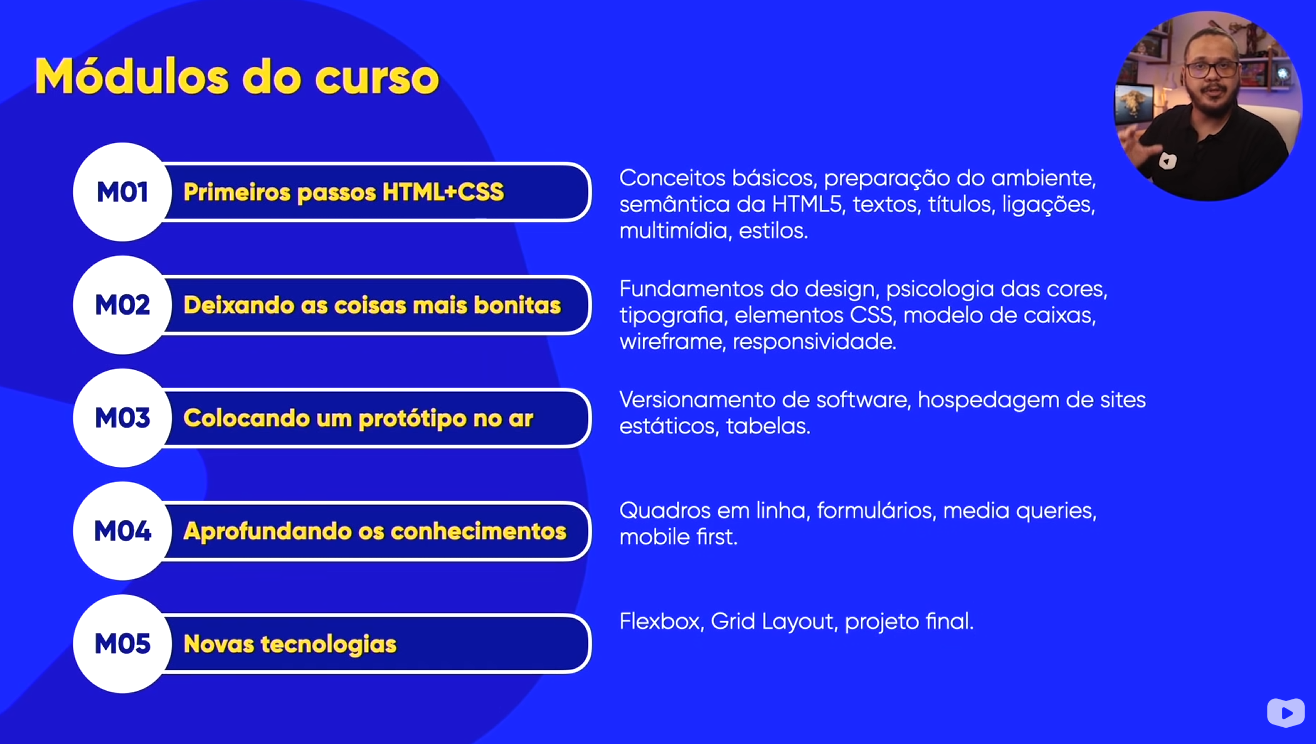 Módulos do curso
M01
Primeiros passos HTML+CSS
Conceitos básicos, preparação do ambiente,
semântica da HTML5, textos, títulos, ligações,
multimídia, estilos.
M02
Deixando as coisas mais bonitas
Fundamentos do design, psicologia das cores,
tipografia, elementos CSS, modelo de caixas,
wireframe, responsividade.
M03
Colocando um protótipo no ar
Versionamento de software, hospedagem de sites
estáticos, tabelas.
M04
Aprofundando os conhecimentos
Quadros em linha, formulários, media queries,
mobile first.
M05
Novas tecnologias
Flexbox, Grid Layout, projeto final.